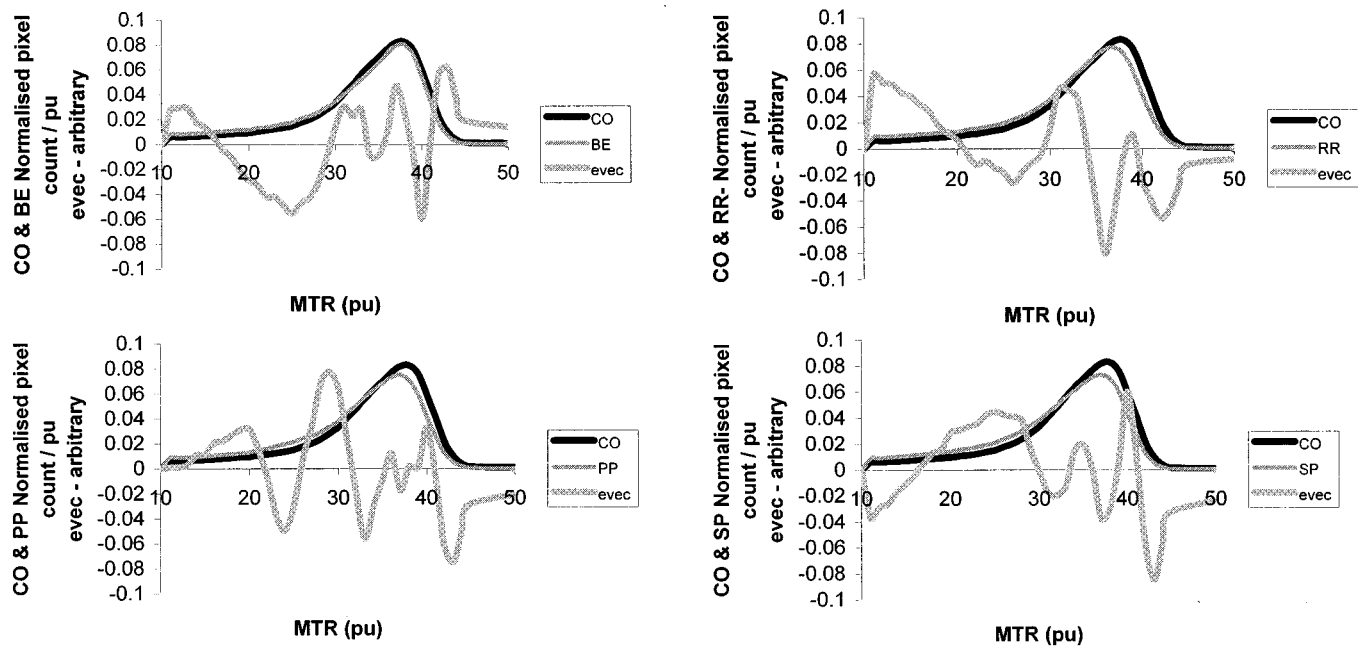 CO & BE Normalised pixel
count / pu
evec - arbitrary
0.1
0.08
0.06
0.04
0.02
0
-0.02
-0.04
-0.06
-0.08
-0.1
10 20 30 40 50
MTR (pu)
CO
BE
evec
CO & RR- Normalised pixel
count / pu
evec - arbitrary
0.1
0.08
0.06
0.04
0.02
0
-0.02
-0.04
-0.06
-0.08
-0.1
10 20 30 40 50
MTR (pu)
CO
RR
evec
CO & PP Normalised pixel
count / pu
evec - arbitrary
0.1
0.08
0.06
0.04
0.02
0
-0.02
-0.04
-0.06
-0.08
-0.1
10 20 30 40 50
MTR (pu)
CO
PP
evec
CO & SP Normalised pixel
count / pu
evec - arbitrary
0.1
0.08
0.06
0.04
0.02
0
-0.02
-0.04
-0.06
-0.08
-0.1
10 20 30 40 50
MTR (pu)
CO
SP
evec